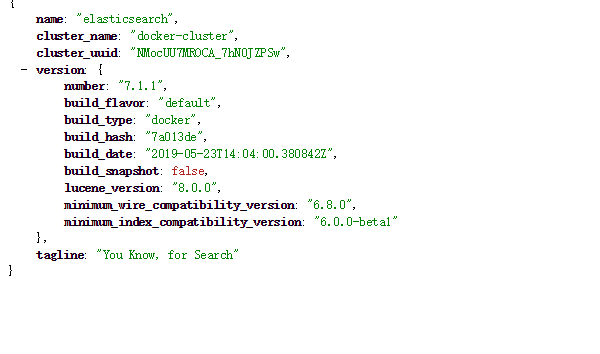 {
name: "elasticsearch",
cluster_name: "docker-cluster",
cluster_uuid: "NMocUU7MROCA_7hN0JZPSw",
- version: {
number: "7.1.1",
build_flavor: "default",
build_type: "docker",
build_hash: "7a013de",
build_date: "2019-05-23T14:04:00.380842Z",
build_snapshot: false,
lucene_version: "8.0.0",
minimum_wire_compatibility_version: "6.8.0",
minimum_index_compatibility_version: "6.0.0-beta1"
},
tagline: "You Know, for Search"
}